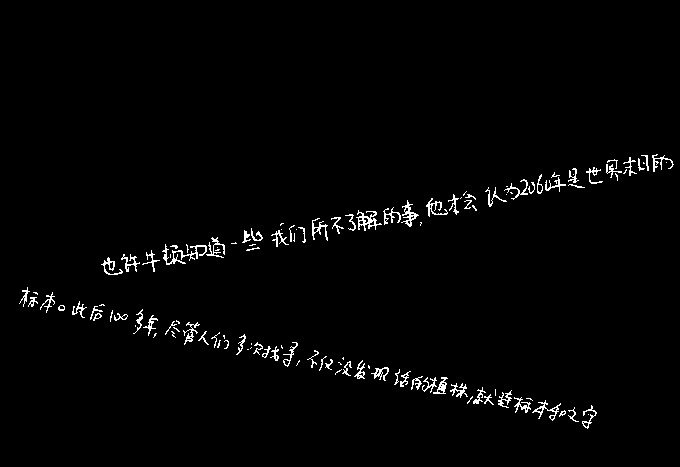 也许牛顿知道一些我们所不了解的事,他才会认为2060年是世界末日的
标本。此后100多年,尽管人们多次找寻,不仅没发现活的植株,就连标本和文字